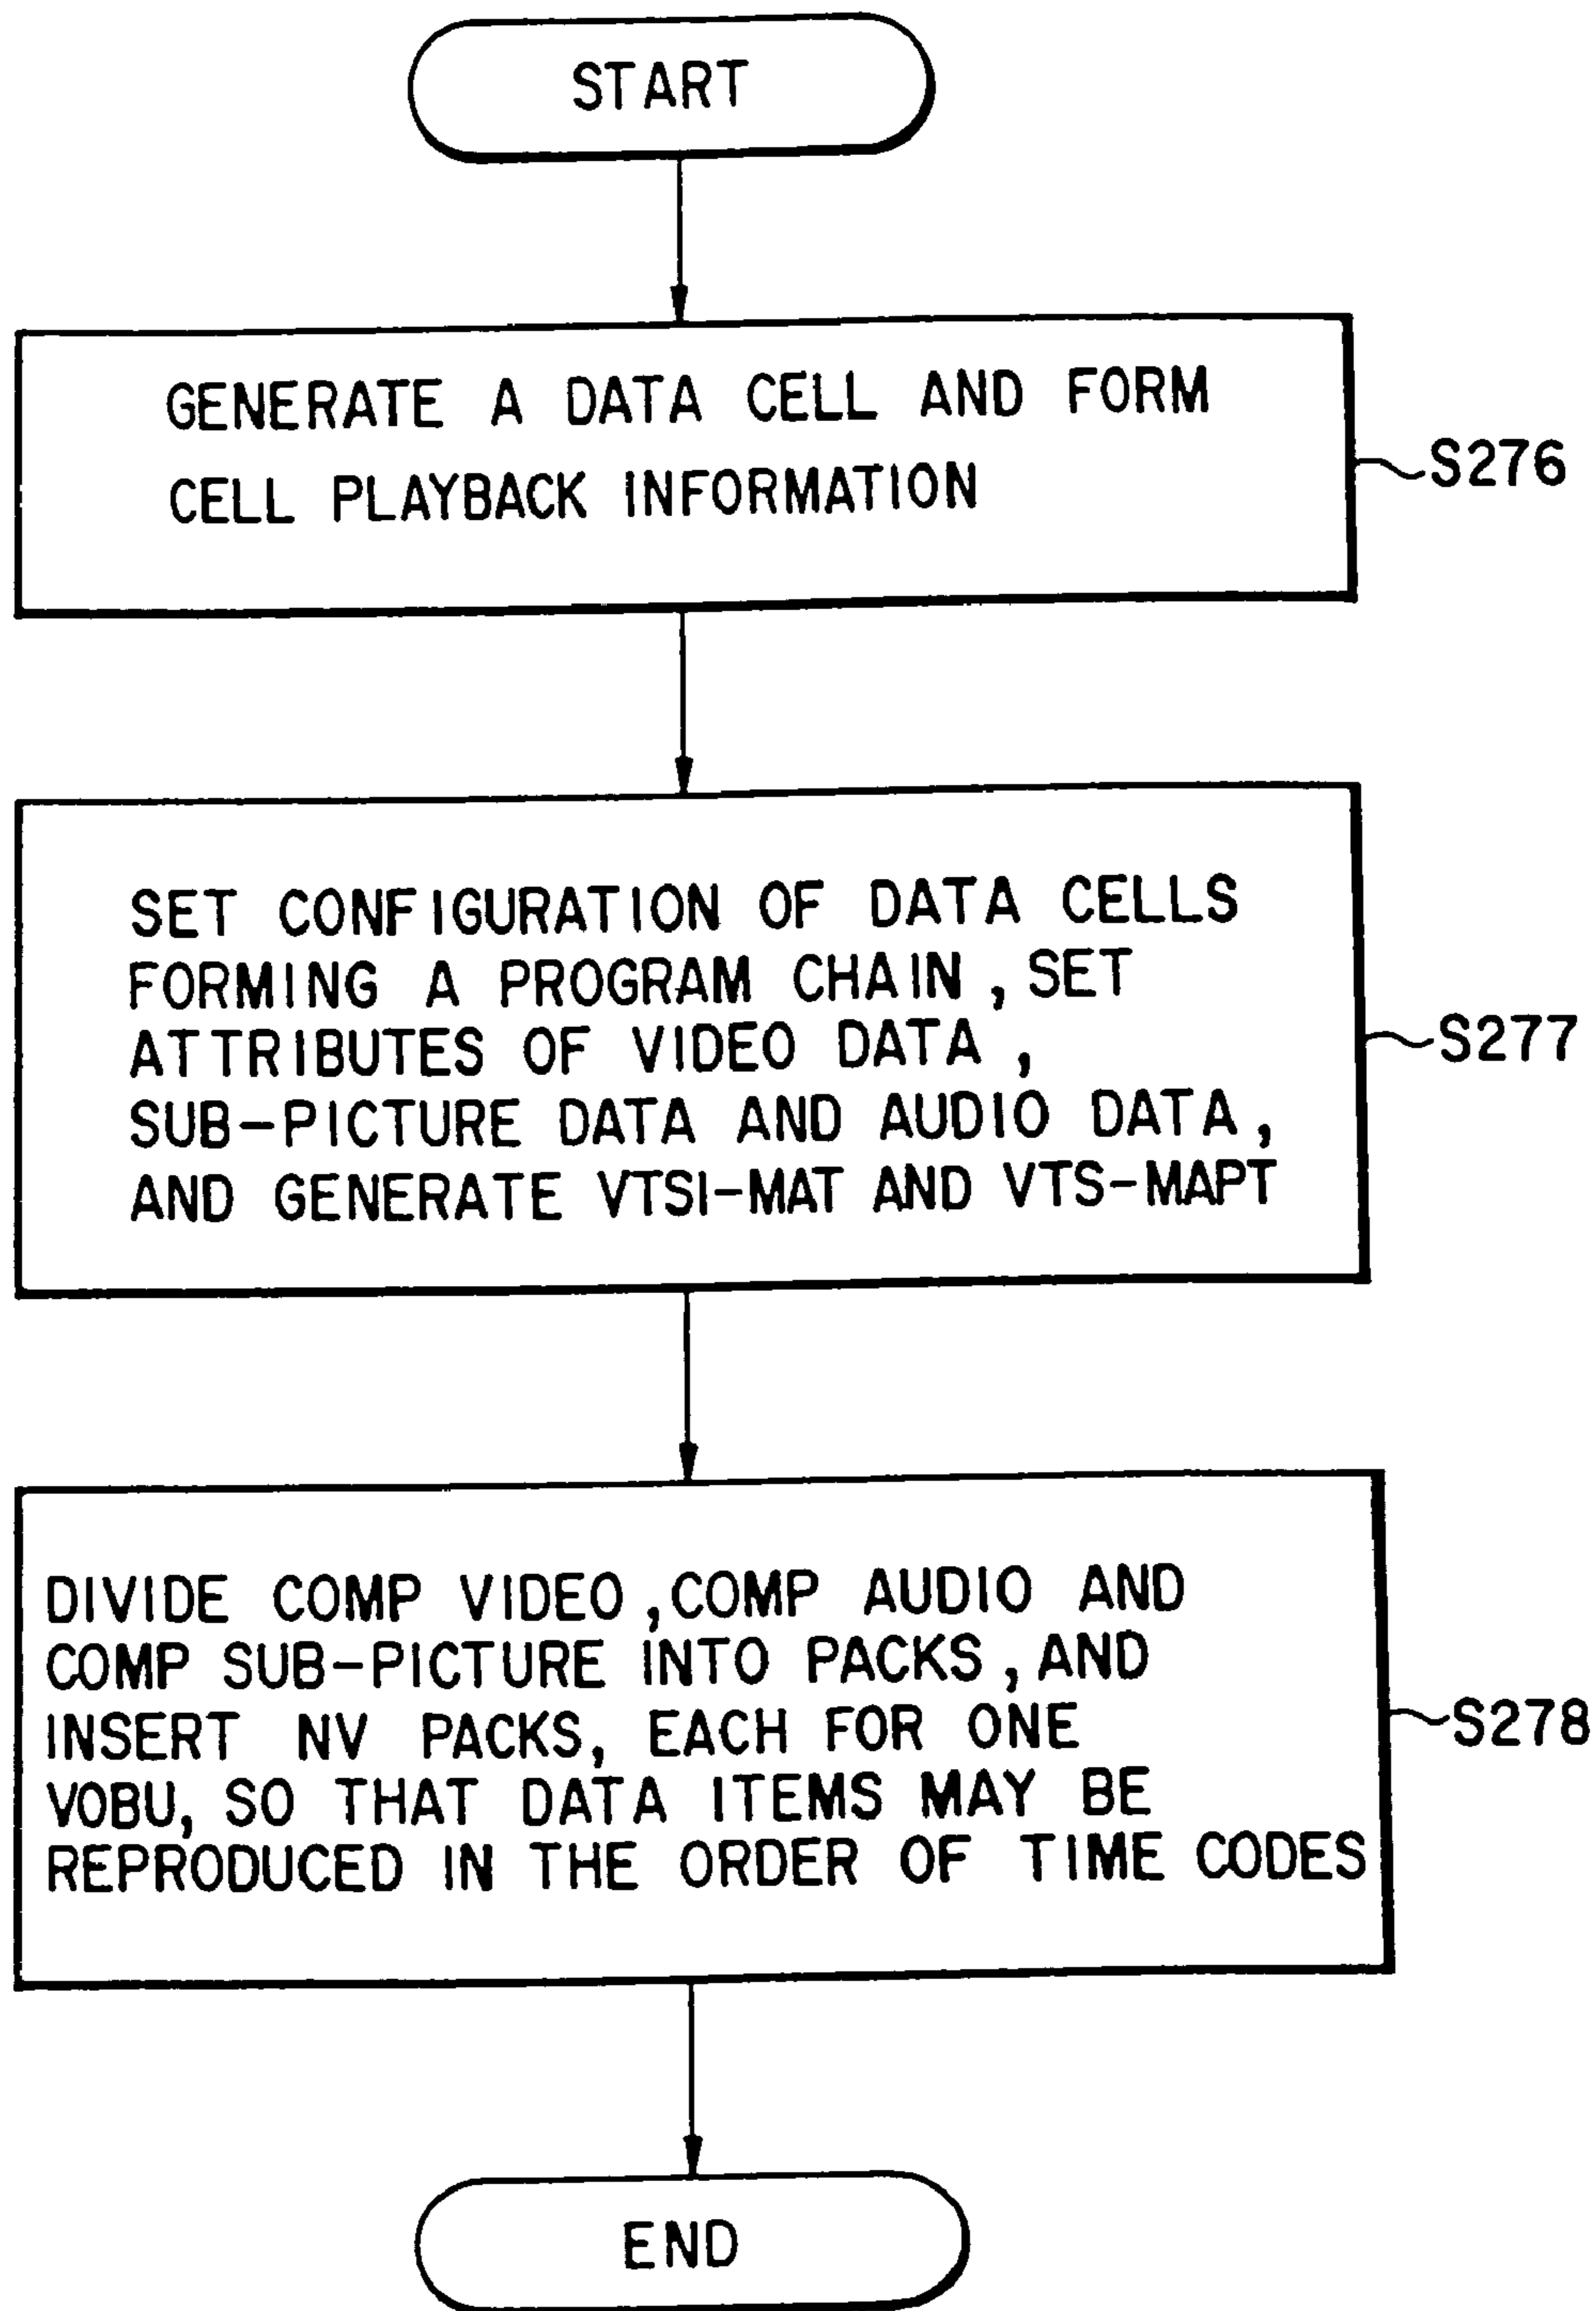 START
GENERATE A DATA CELL AND FORM
CELL PLAYBACK INFORMATION
S276
SET CONFIGURATION OF DATA CELLS
FORMING A PROGRAM CHAIN, SET
ATTRIBUTES OF VIDEO DATA,
SUB-PICTURE DATA AND AUDIO DATA,
AND GENERATE VTSI-MAT AND VTS-MAPT
S277
DIVIDE COMP VIDEO, COMP AUDIO AND
COMP SUB-PICTURE INTO PACKS, AND
INSERT NV PACKS, EACH FOR ONE
VOBU, SO THAT DATA ITEMS MAY BE
REPRODUCED IN THE ORDER OF TIME CODES
S278
END